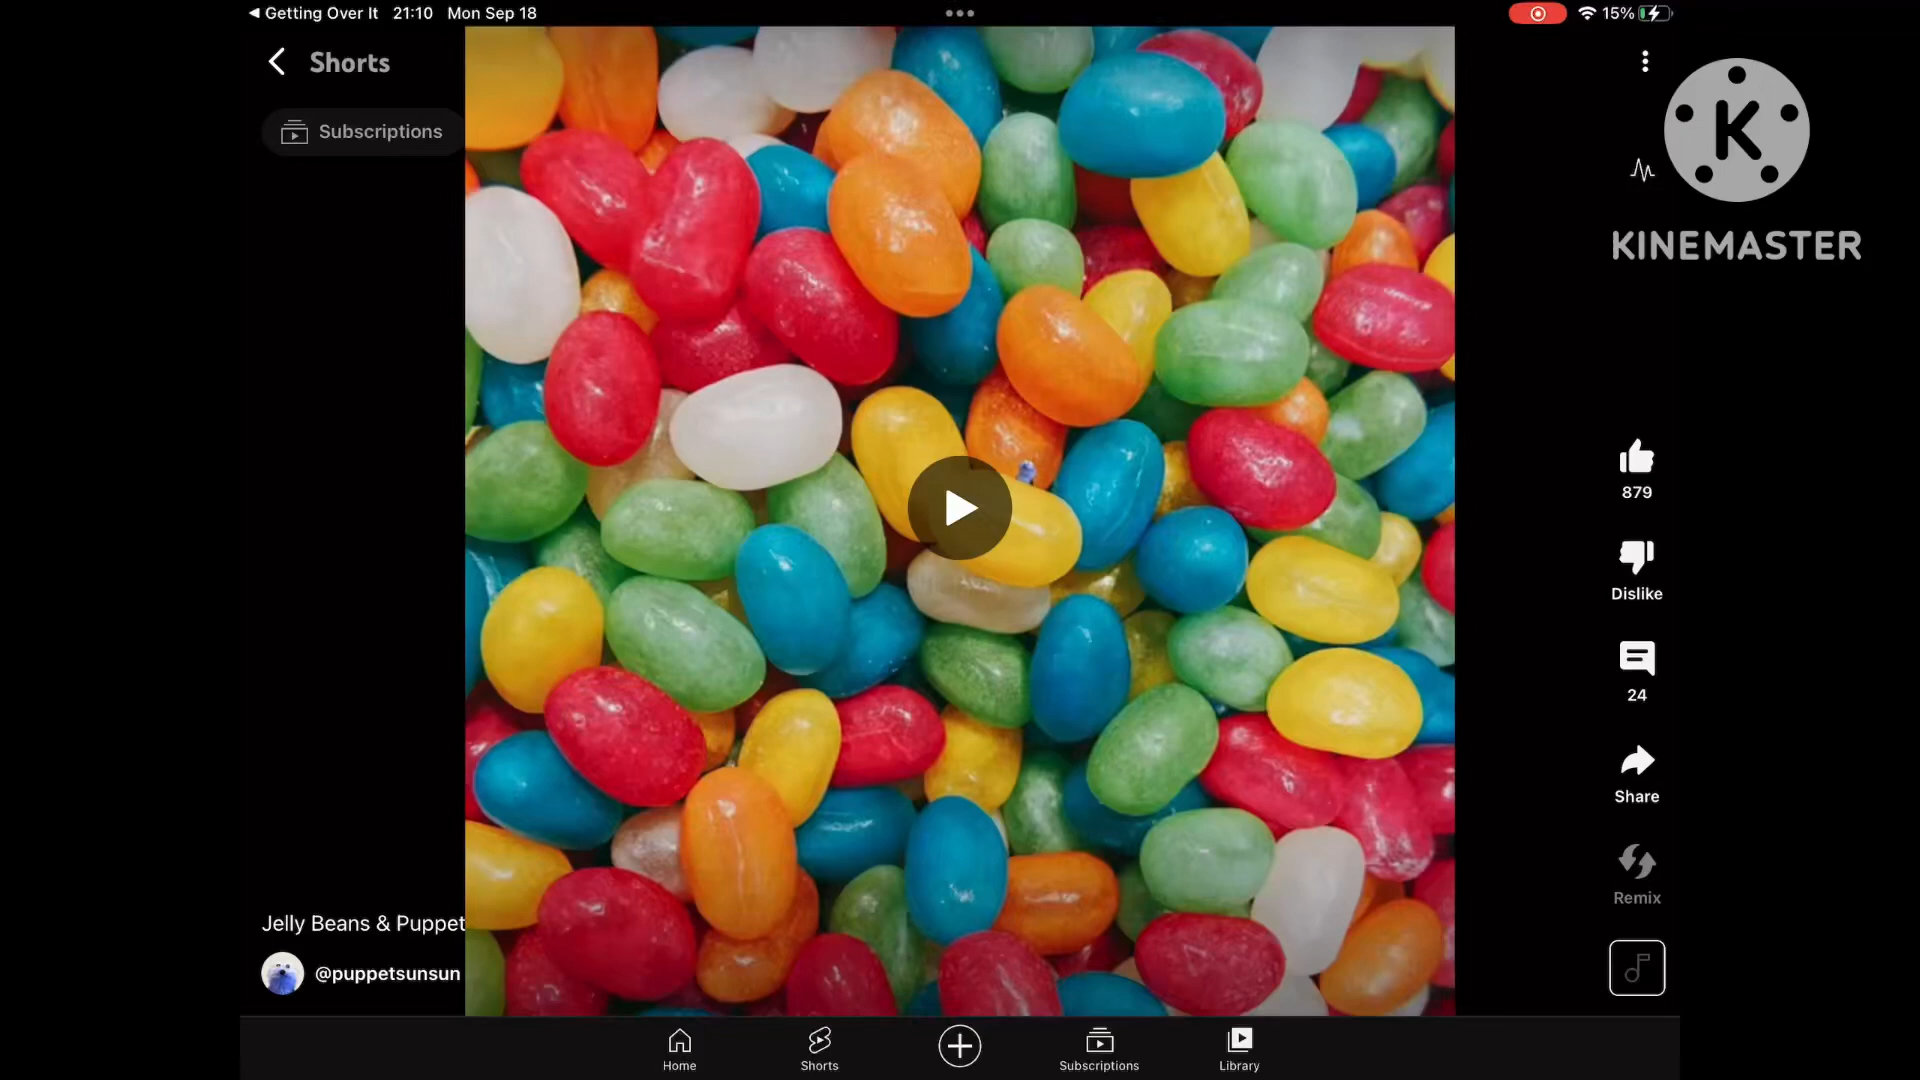 Getting Over It 21:10 Mon Sep 18
15%
Shorts
Subscriptions
K
KINEMASTER
879
Dislike
24
Share
Remix
Jelly Beans & Puppet
@puppetsunsun
Home
Shorts
Subscriptions
Library